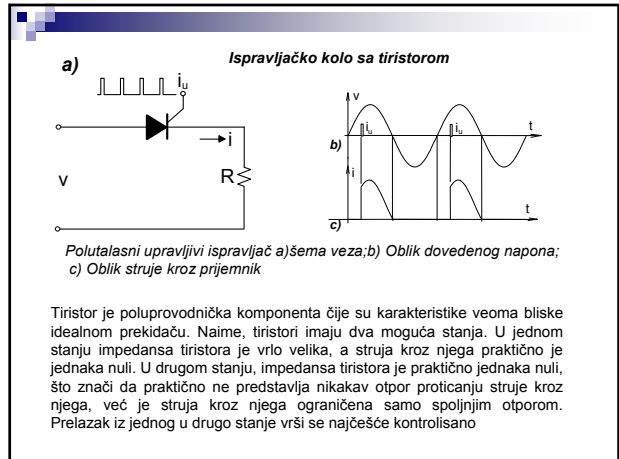 Ispravljačko kolo sa tiristorom
a)
iu
i
v
R
v
iu
iu
t
b)
i
t
c)
Polutalasni upravljivi ispravljač a)šema veza;b) Oblik dovedenog napona;
c) Oblik struje kroz prijemnik
Tiristor je poluprovodnička komponenta čije su karakteristike veoma bliske
idealnom prekidaču. Naime, tiristori imaju dva moguća stanja. U jednom
stanju impedansa tiristora je vrlo velika, a struja kroz njega praktično je
jednaka nuli. U drugom stanju, impedansa tiristora je praktično jednaka nuli,
što znači da praktično ne predstavlja nikakav otpor proticanju struje kroz
njega, već je struja kroz njega ograničena samo spoljnjim otporom.
Prelazak iz jednog u drugo stanje vrši se najčešće kontrolisano